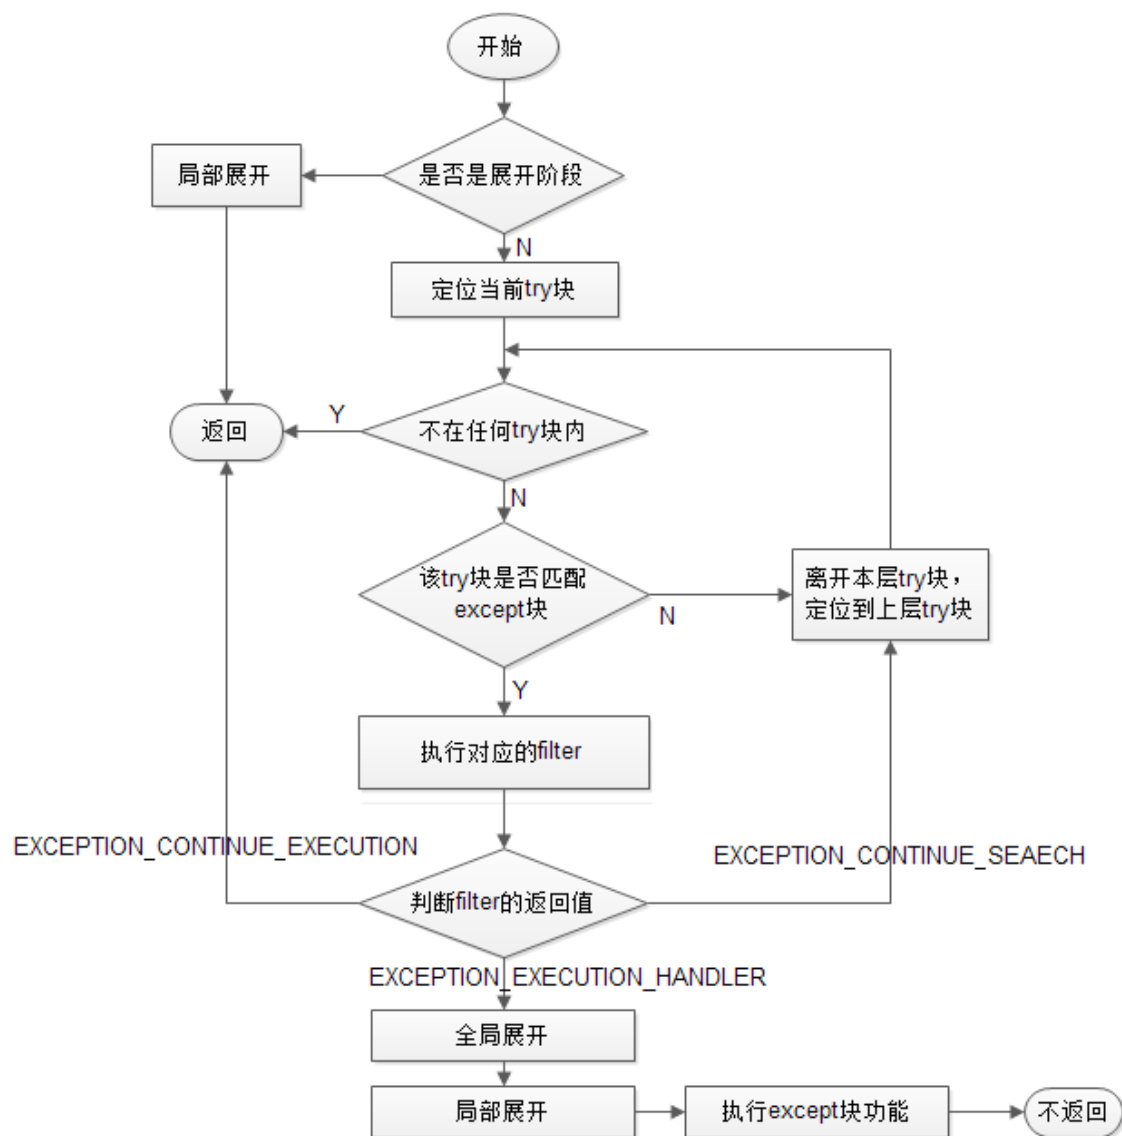 开始
是否是展开阶段
局部展开
N
定位当前try块
不在任何try块内
Y
返回
N
该try块是否匹配
except块
N
离开本层try块，
定位到上层try块
Y
执行对应的filter
EXCEPTION_CONTINUE_EXECUTION
EXCEPTION_CONTINUE_SEAECH
判断filter的返回值
EXCEPTION_EXECUTION_HANDLER
全局展开
局部展开
执行except块功能
不返回